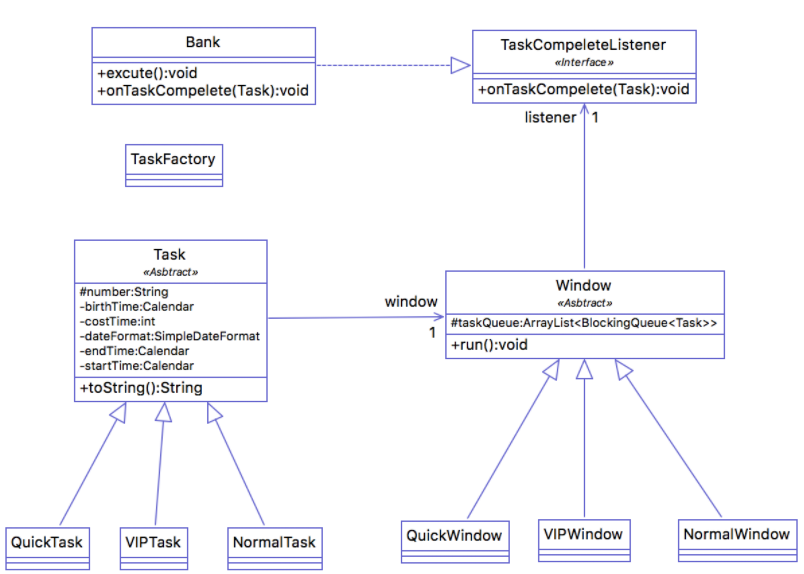 Bank
+excute():void
+onTaskCompelete(Task):void
TaskCompeleteListener
«Interface»
+onTaskCompelete(Task):void
listener
1
TaskFactory
Task
«Asbtract»
#number:String
-birthTime:Calendar
-costTime:int
-dateFormat:SimpleDateFormat
-endTime:Calendar
-startTime:Calendar
+toString():String
window
1
Window
«Asbtract»
#taskQueue:ArrayList<BlockingQueue<Task>>
+run():void
QuickTask
VIPTask
NormalTask
QuickWindow
VIPWindow
NormalWindow